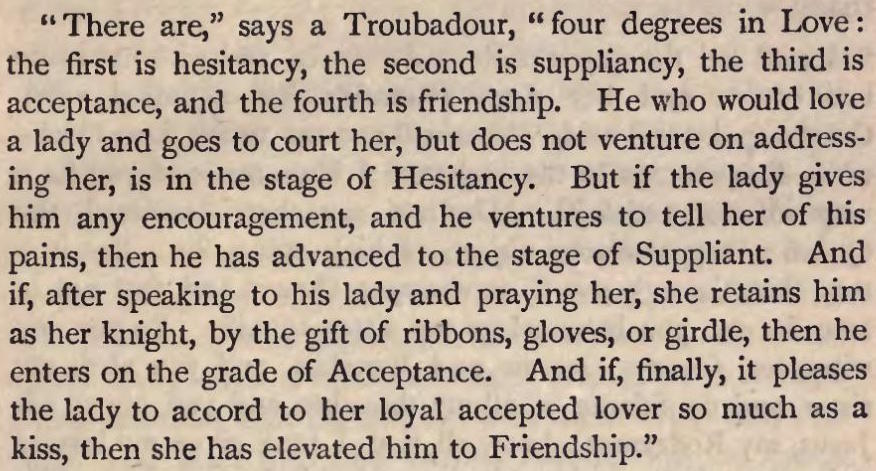 “There are,” says a Troubadour, “four degrees in Love:
the first is hesitancy, the second is suppliancy, the third is
acceptance, and the fourth is friendship. He who would love
a lady and goes to court her, but does not venture on address-
ing her, is in the stage of Hesitancy. But if the lady gives
him any encouragement, and he ventures to tell her of his
pains, then he has advanced to the stage of Suppliant. And
if, after speaking to his lady and praying her, she retains him
as her knight, by the gift of ribbons, gloves, or girdle, then he
enters on the grade of Acceptance. And if, finally, it pleases
the lady to accord to her loyal accepted lover so much as a
kiss, then she has elevated him to Friendship.”